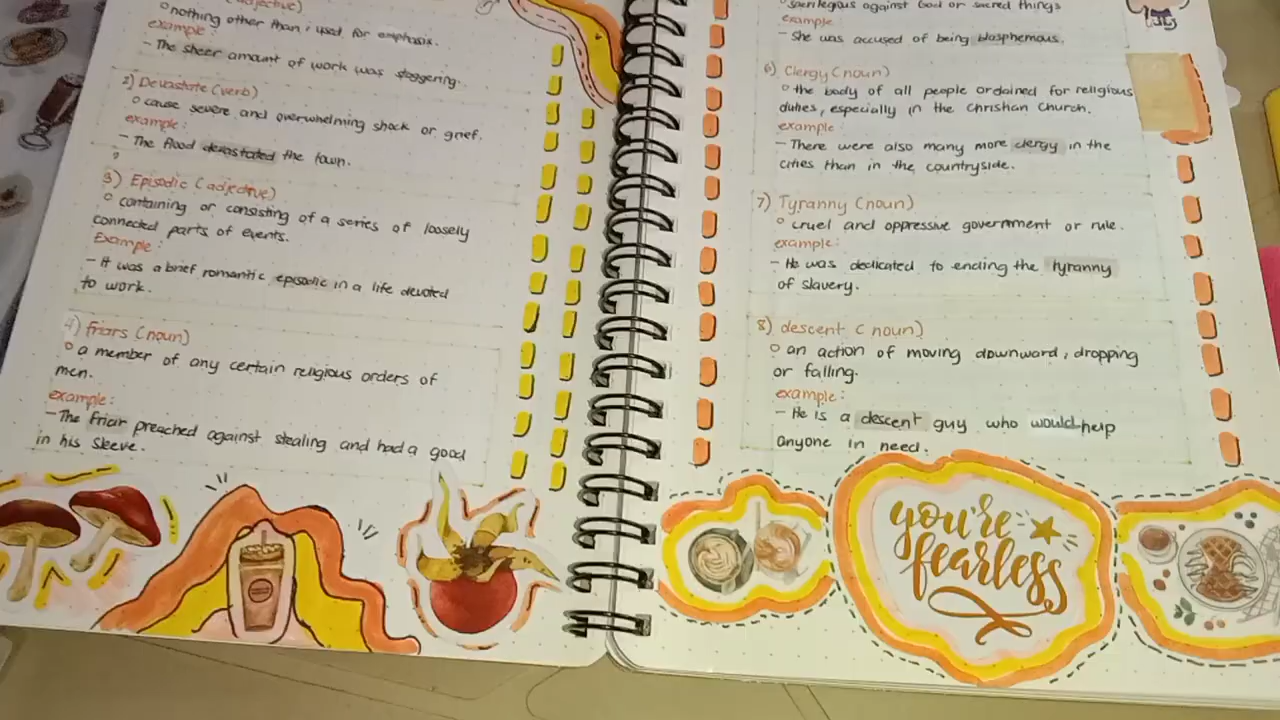 adjective)
nothing other than; used for emphasis.
example:
- The sheer amount of work was staggering.
2) Devastate (verb)
cause severe and overwhelming shock or grief.
example:
- The flood devastated the town.
3) Episodic (adjective)
containing or consisting of a series of loosely
connected parts of events.
Example:
- It was a brief romantic episodic in a life devoted
to work.
4) friars (noun)
a member of any certain religious orders of
men.
example:
- The friar preached against stealing and had a good
in his sleeve.
sacrilegous against God or sacred things
example
- She was accused of being blasphemous.
6) Clergy (noun)
the body of all people ordained for religious
duties, especially in the Christian Church.
example:
- There were also many more clergy in the
cities than in the countryside.
7) Tyranny (noun)
cruel and oppressive government or rule.
example:
- He was dedicated to ending the tyranny
of slavery.
8) descent (noun)
an action of moving downward, dropping
or falling.
example:
- He is a descent guy who would help
anyone in need.
you're
fearless